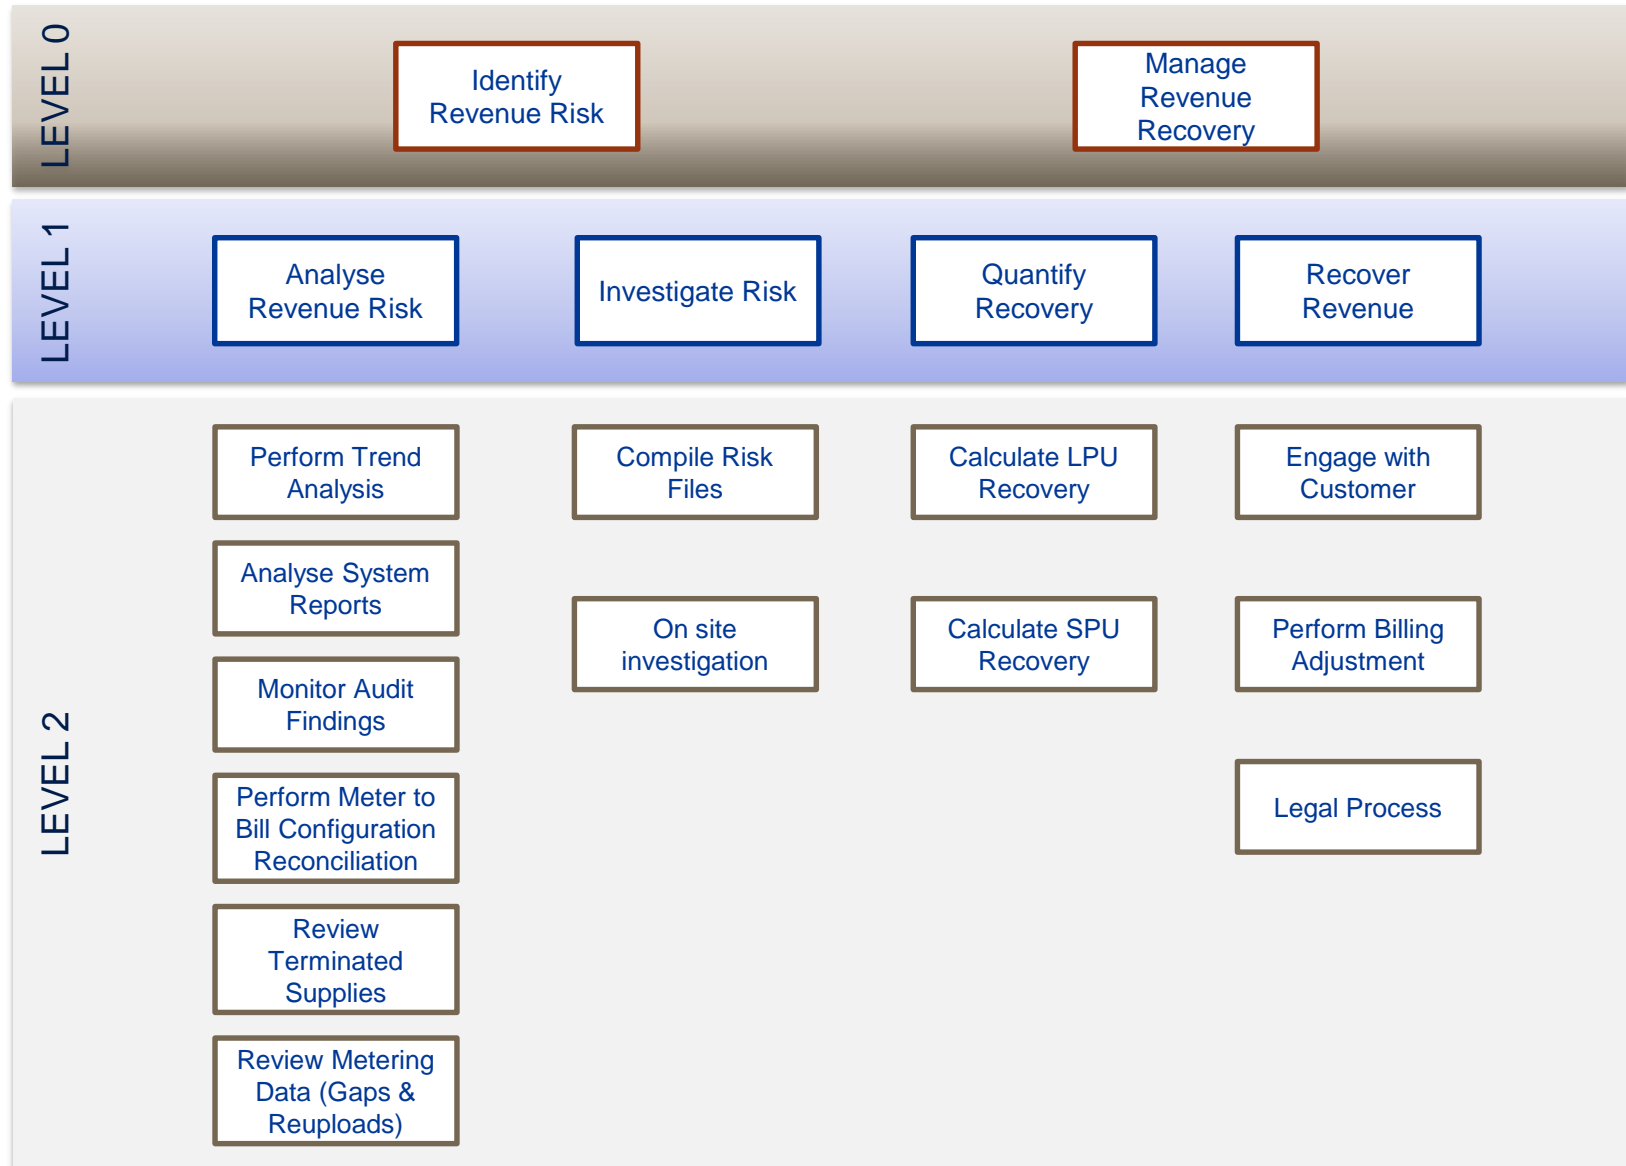 LEVEL 0
Identify
Revenue Risk
Manage
Revenue
Recovery
LEVEL 1
Analyse
Revenue Risk
Investigate Risk
Quantify
Recovery
Recover
Revenue
LEVEL 2
Perform Trend
Analysis
Analyse System
Reports
Monitor Audit
Findings
Perform Meter to
Bill Configuration
Reconciliation
Review
Terminated
Supplies
Review Metering
Data (Gaps &
Reuploads)
Compile Risk
Files
On site
investigation
Calculate LPU
Recovery
Calculate SPU
Recovery
Engage with
Customer
Perform Billing
Adjustment
Legal Process